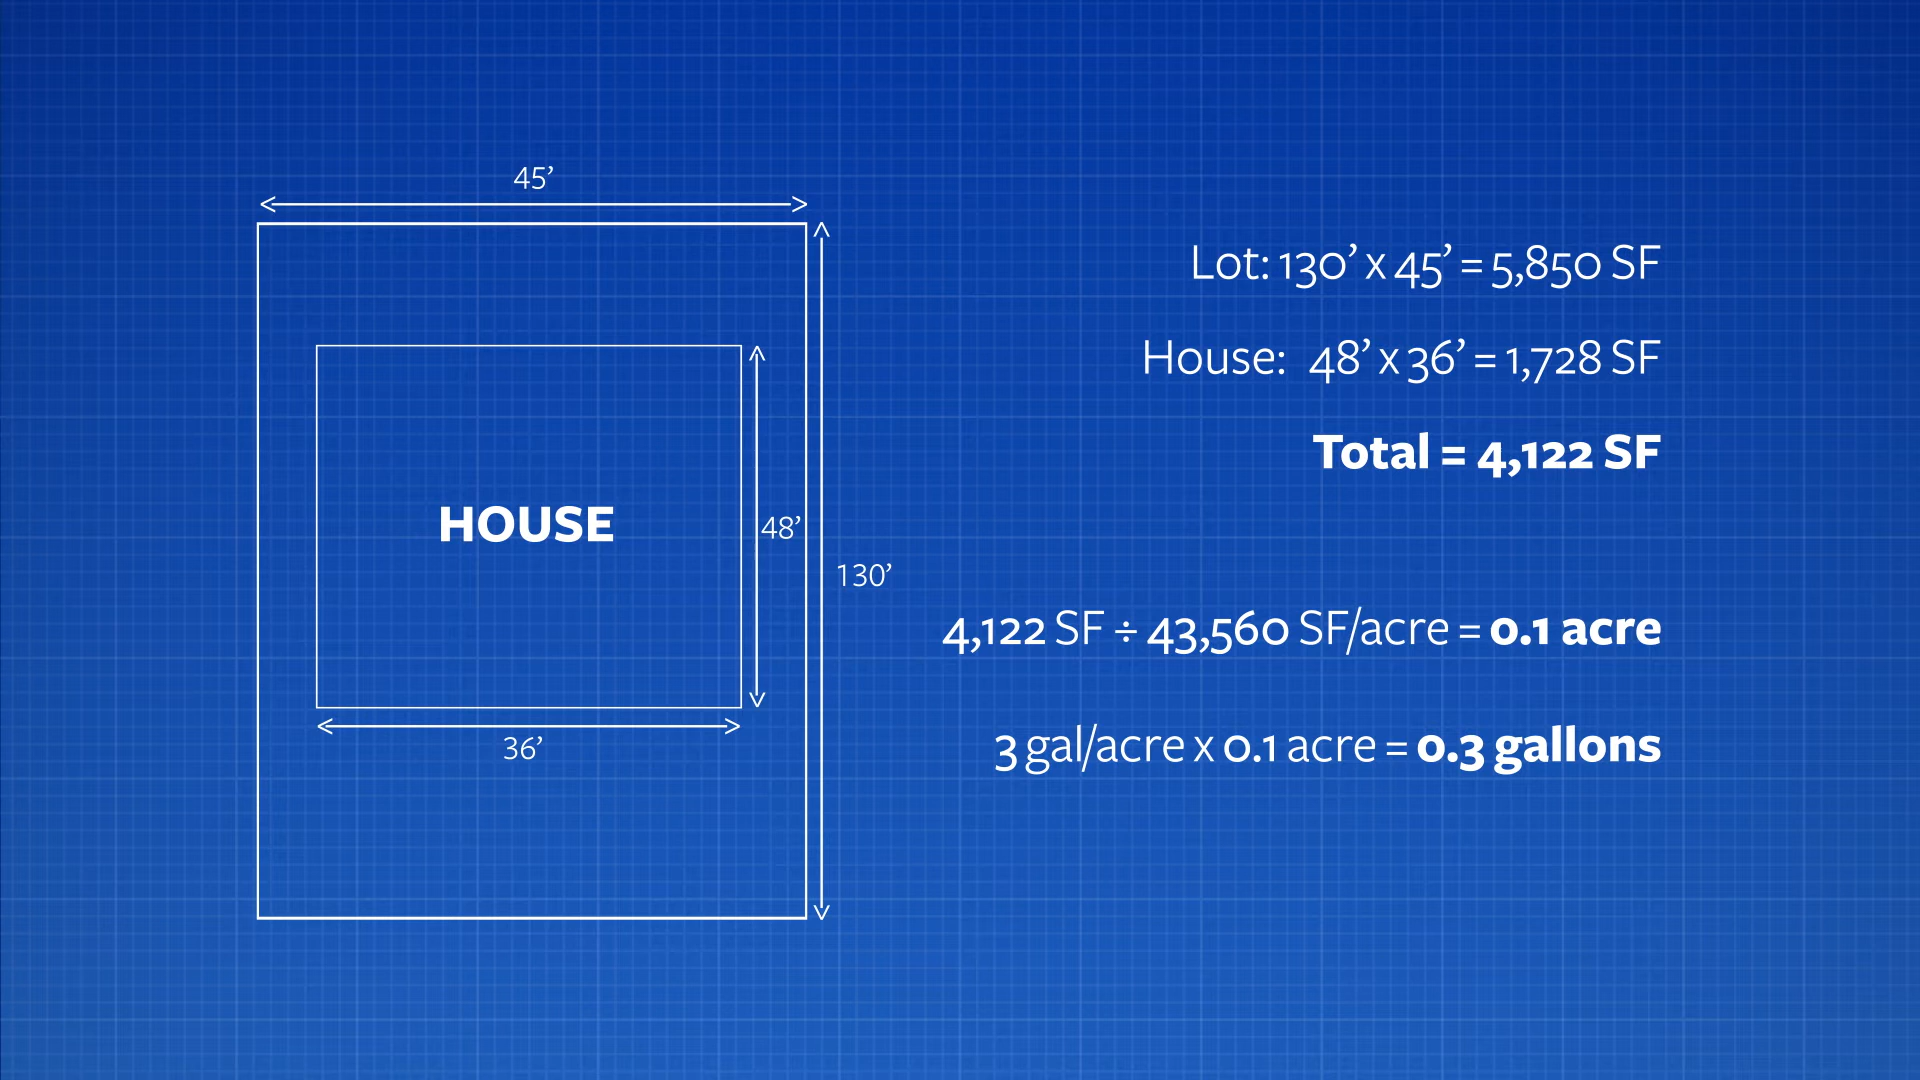 45’
Lot: 130’ x 45’ = 5,850 SF
House: 48’ x 36’ = 1,728 SF
Total = 4,122 SF
HOUSE
48’
130’
4,122 SF ÷ 43,560 SF/acre = 0.1 acre
36’
3 gal/acre x 0.1 acre = 0.3 gallons